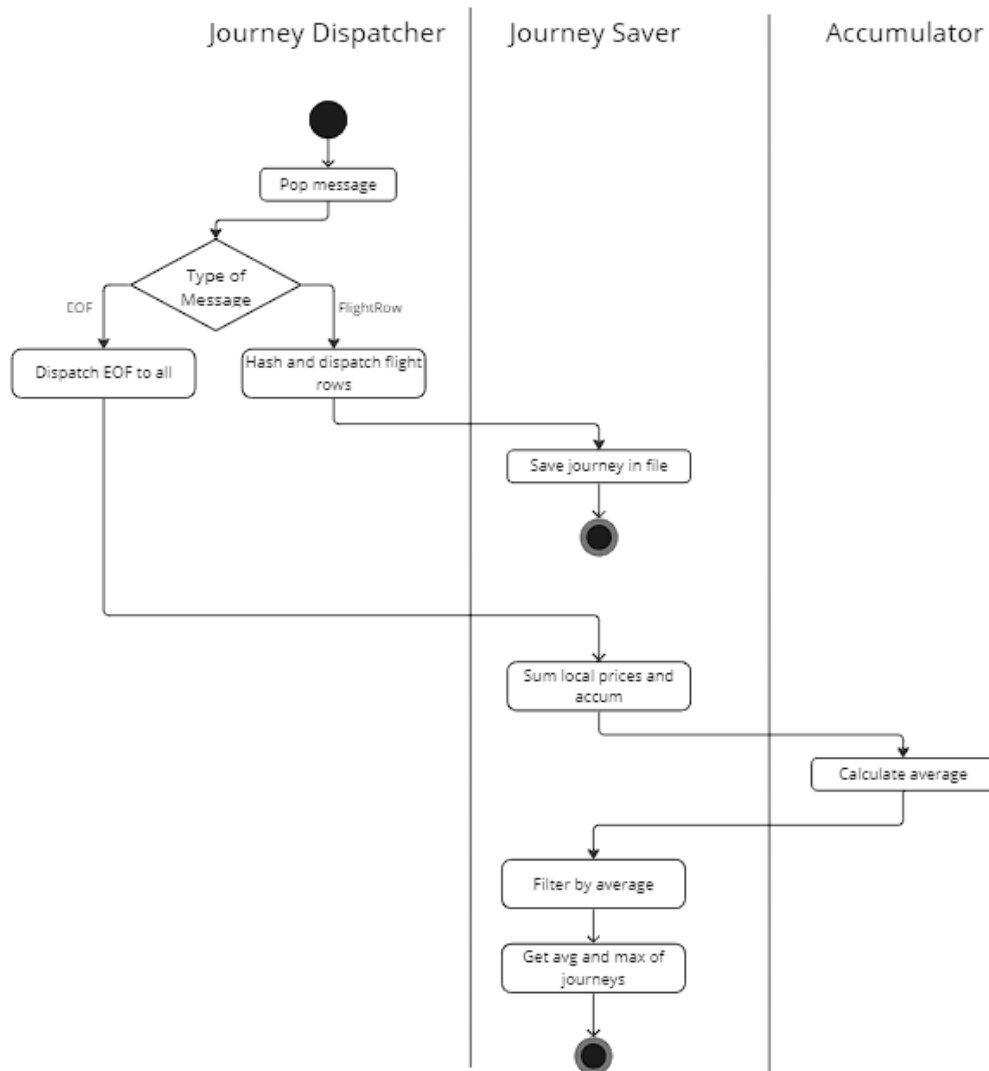 Journey Dispatcher
Journey Saver
Accumulator
Pop message
Type of
Message
EOF
FlightRow
Dispatch EOF to all
Hash and dispatch flight
rows
Save journey in file
Sum local prices and
accum
Calculate average
Filter by average
Get avg and max of
journeys